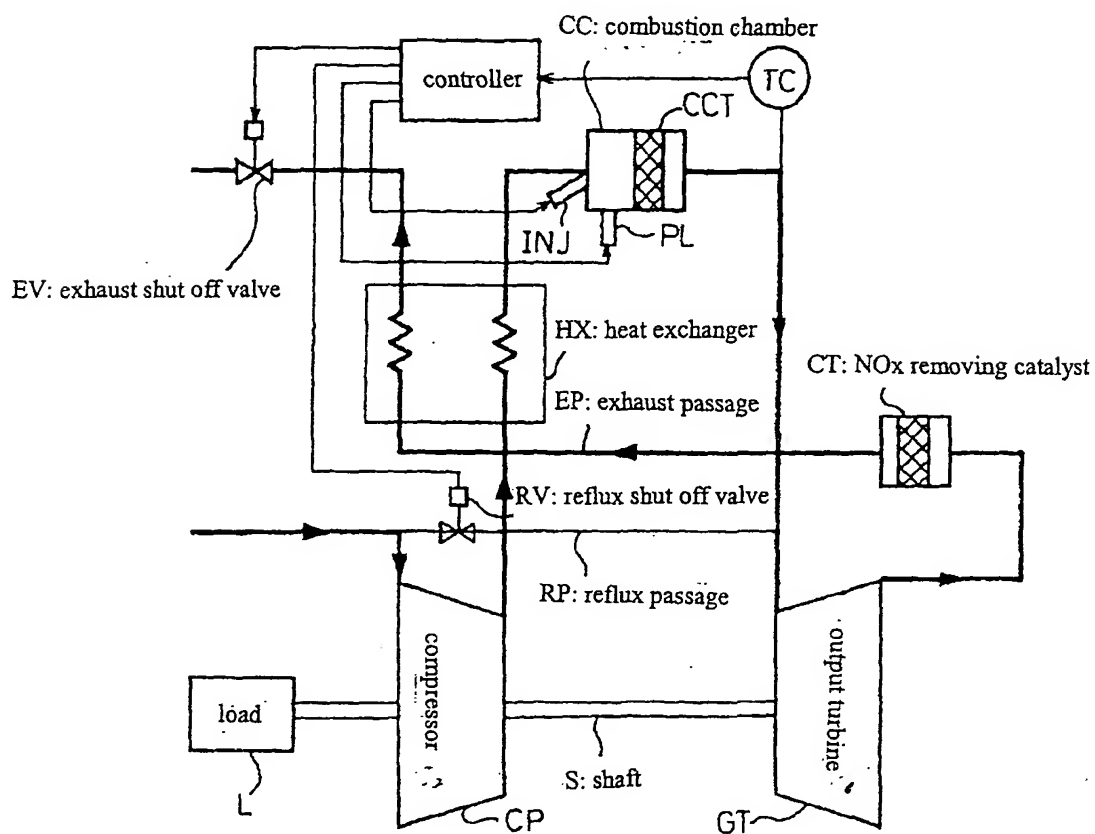 CC: combustion chamber
controller
TC
CCT
INJ
PL
EV: exhaust shut off valve
HX: heat exchanger
CT: NOx removing catalyst
EP: exhaust passage
RV: reflux shut off valve
RP: reflux passage
compressor
output turbine
load
S: shaft
L
CP
GT